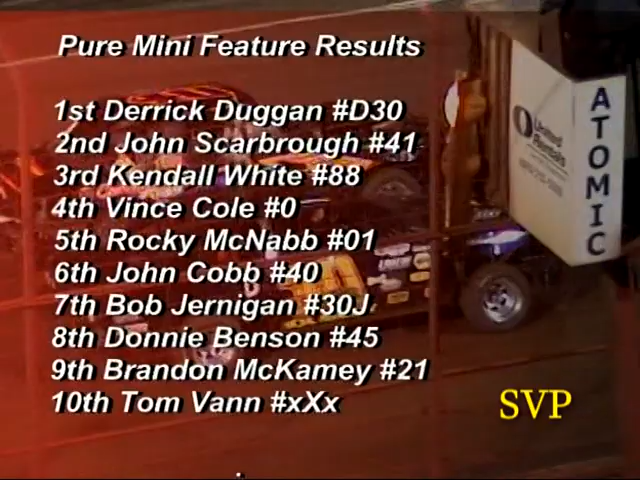 Pure Mini Feature Results
1st Derrick Duggan #D30
2nd John Scarbrough #41
3rd Kendall White #88
4th Vince Cole #0
5th Rocky McNabb #01
6th John Cobb #40
7th Bob Jernigan #30J
8th Donnie Benson #45
9th Brandon McKamey #21
10th Tom Vann #xXx
ATOMIC
United
Rentals
SVP